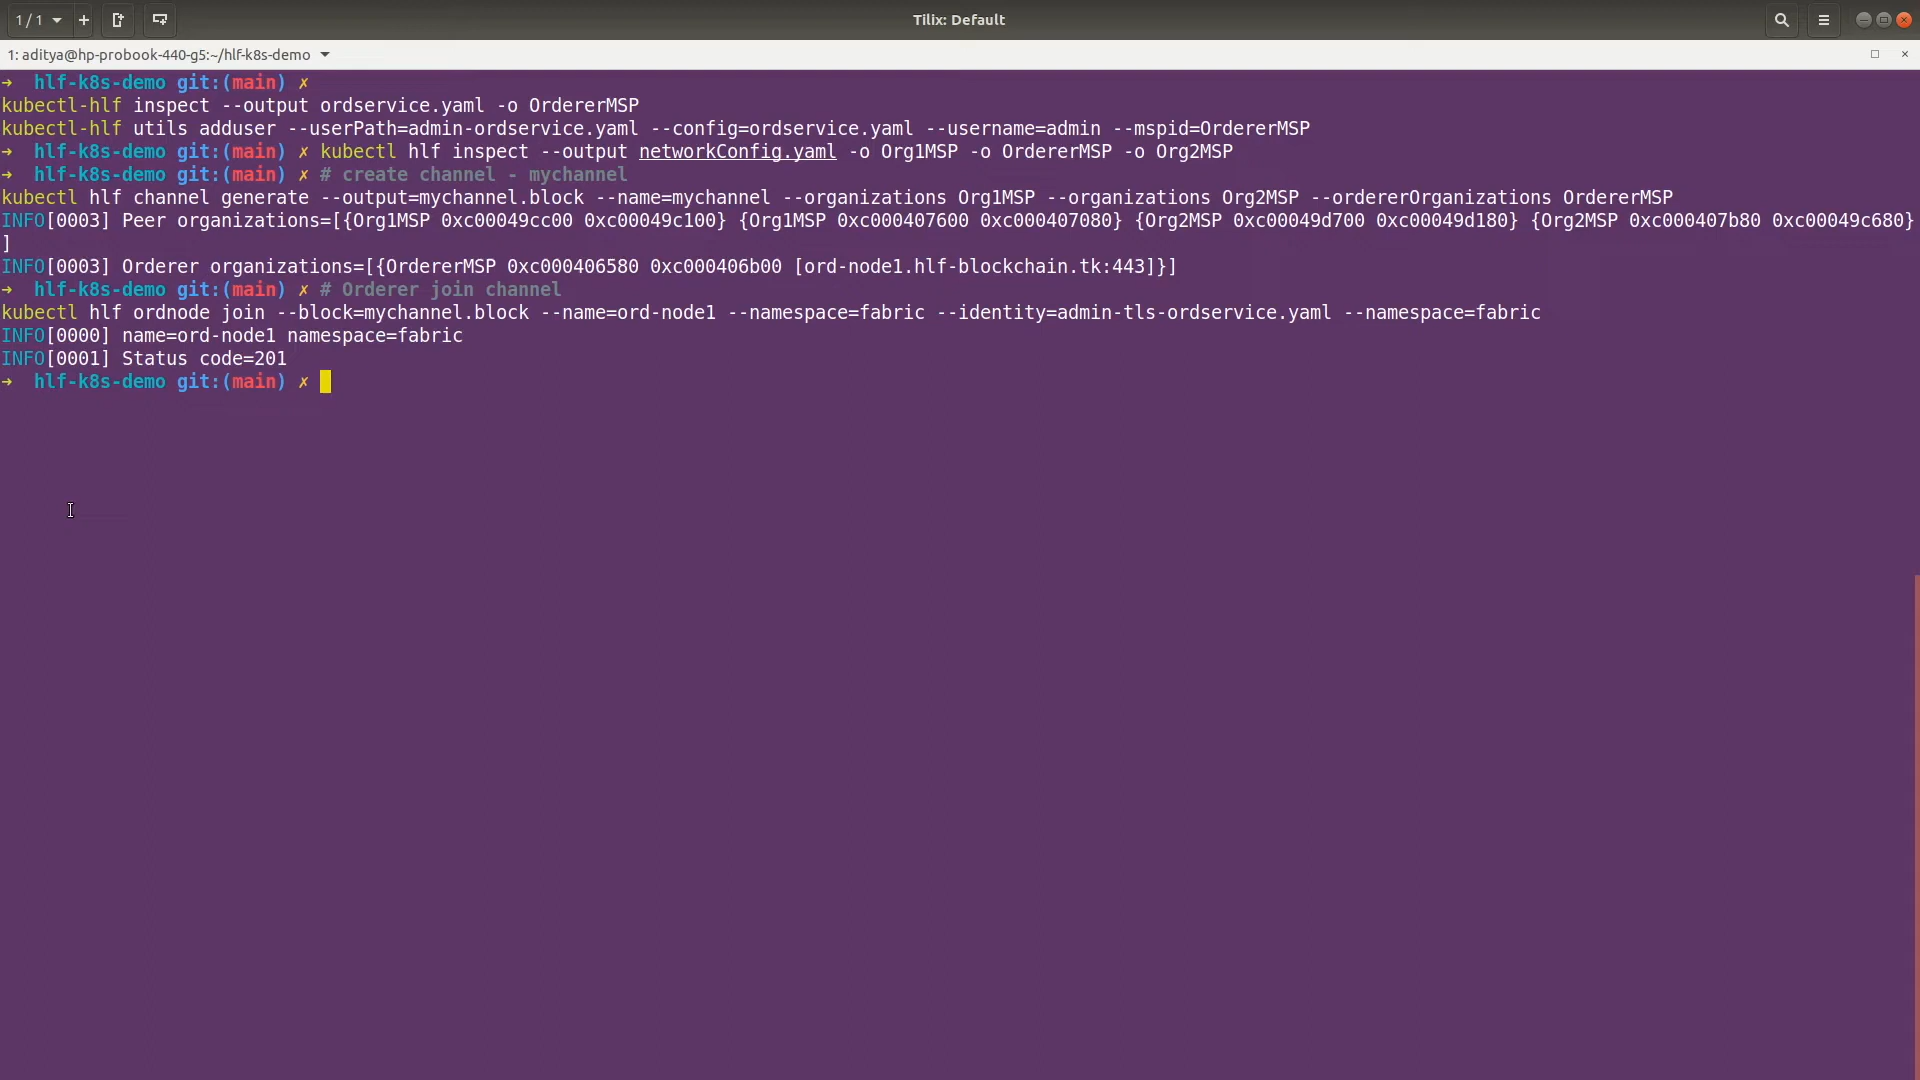 1 / 1
Tilix: Default
1: aditya@hp-probook-440-g5:~/hlf-k8s-demo
➜  hlf-k8s-demo git:(main) ✗
kubectl-hlf inspect --output ordservice.yaml -o OrdererMSP
kubectl-hlf utils adduser --userPath=admin-ordservice.yaml --config=ordservice.yaml --username=admin --mspid=OrdererMSP
➜  hlf-k8s-demo git:(main) ✗ kubectl hlf inspect --output networkConfig.yaml -o Org1MSP -o OrdererMSP -o Org2MSP
➜  hlf-k8s-demo git:(main) ✗ # create channel - mychannel
kubectl hlf channel generate --output=mychannel.block --name=mychannel --organizations Org1MSP --organizations Org2MSP --ordererOrganizations OrdererMSP
INFO[0003] Peer organizations=[{Org1MSP 0xc00049cc00 0xc00049c100} {Org1MSP 0xc000407600 0xc000407080} {Org2MSP 0xc00049d700 0xc00049d180} {Org2MSP 0xc000407b80 0xc00049c680}
]
INFO[0003] Orderer organizations=[{OrdererMSP 0xc000406580 0xc000406b00 [ord-node1.hlf-blockchain.tk:443]}]
➜  hlf-k8s-demo git:(main) ✗ # Orderer join channel
kubectl hlf ordnode join --block=mychannel.block --name=ord-node1 --namespace=fabric --identity=admin-tls-ordservice.yaml --namespace=fabric
INFO[0000] name=ord-node1 namespace=fabric
INFO[0001] Status code=201
➜  hlf-k8s-demo git:(main) ✗